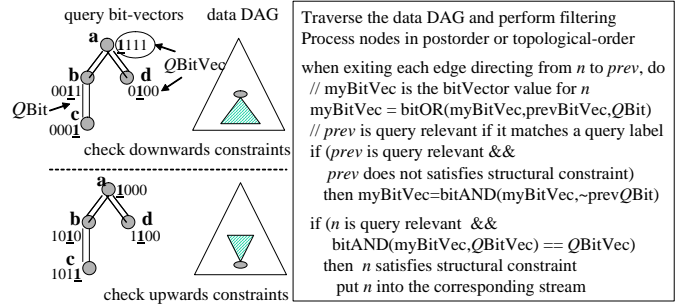 query bit-vectors
data DAG
a 1111
QBitVec
b
d
0011
0100
QBit
c
0001
check downwards constraints
a 1000
b
d
1010
1100
c
1011
check upwards constraints
Traverse the data DAG and perform filtering
Process nodes in postorder or topological-order
when exiting each edge directing from n to prev, do
// myBitVec is the bitVector value for n
myBitVec = bitOR(myBitVec,prevBitVec,QBit)
// prev is query relevant if it matches a query label
if (prev is query relevant &&
prev does not satisfies structural constraint)
then myBitVec=bitAND(myBitVec,~prevQBit)
if (n is query relevant &&
bitAND(myBitVec,QBitVec) == QBitVec)
then n satisfies structural constraint
put n into the corresponding stream